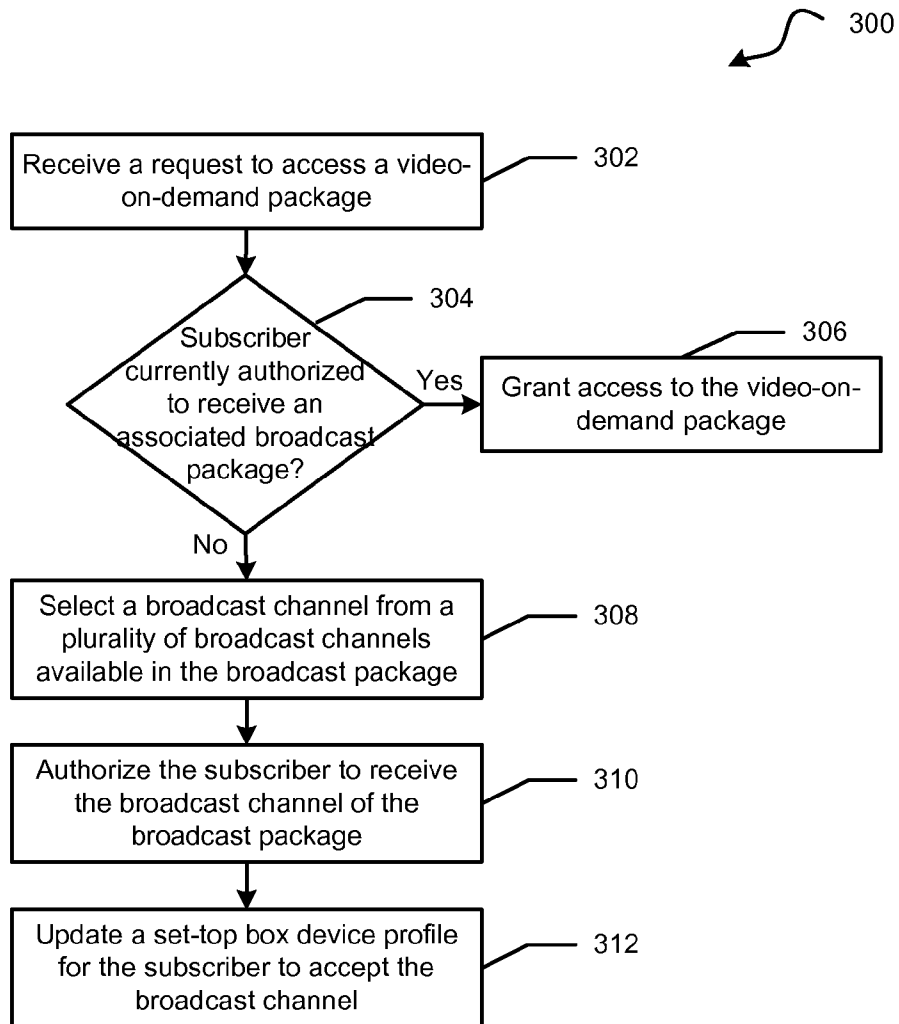 300
Receive a request to access a video-
on-demand package
302
304
Subscriber
currently authorized
to receive an
associated broadcast
package?
Yes
306
Grant access to the video-on-
demand package
No
Select a broadcast channel from a
plurality of broadcast channels
available in the broadcast package
308
Authorize the subscriber to receive
the broadcast channel of the
broadcast package
310
Update a set-top box device profile
for the subscriber to accept the
broadcast channel
312